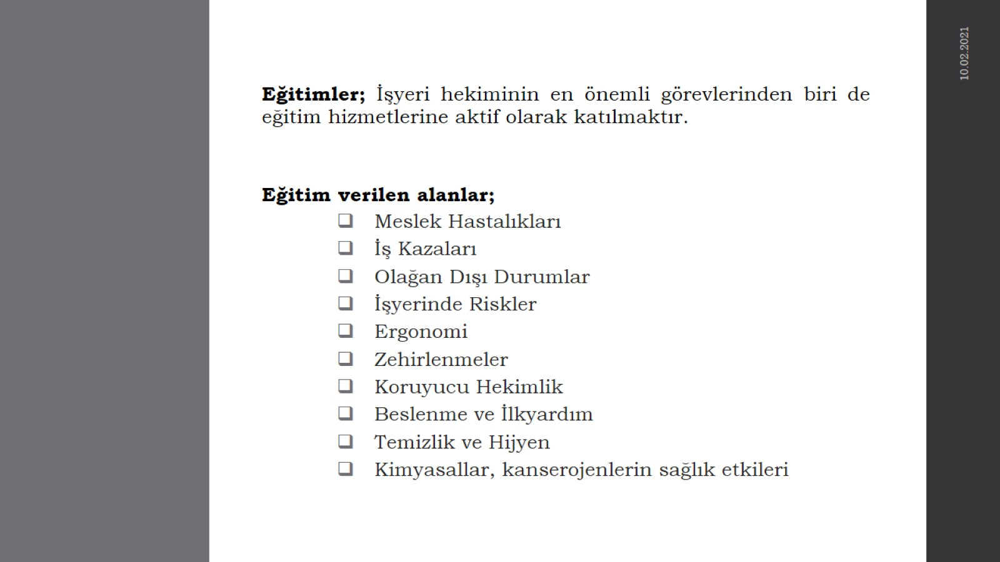 10.02.2021
Eğitimler; İşyeri hekiminin en önemli görevlerinden biri de
eğitim hizmetlerine aktif olarak katılmaktır.
Eğitim verilen alanlar;
❑ Meslek Hastalıkları
❑ İş Kazaları
❑ Olağan Dışı Durumlar
❑ İşyerinde Riskler
❑ Ergonomi
❑ Zehirlenmeler
❑ Koruyucu Hekimlik
❑ Beslenme ve İlkyardım
❑ Temizlik ve Hijyen
❑ Kimyasallar, kanserojenlerin sağlık etkileri